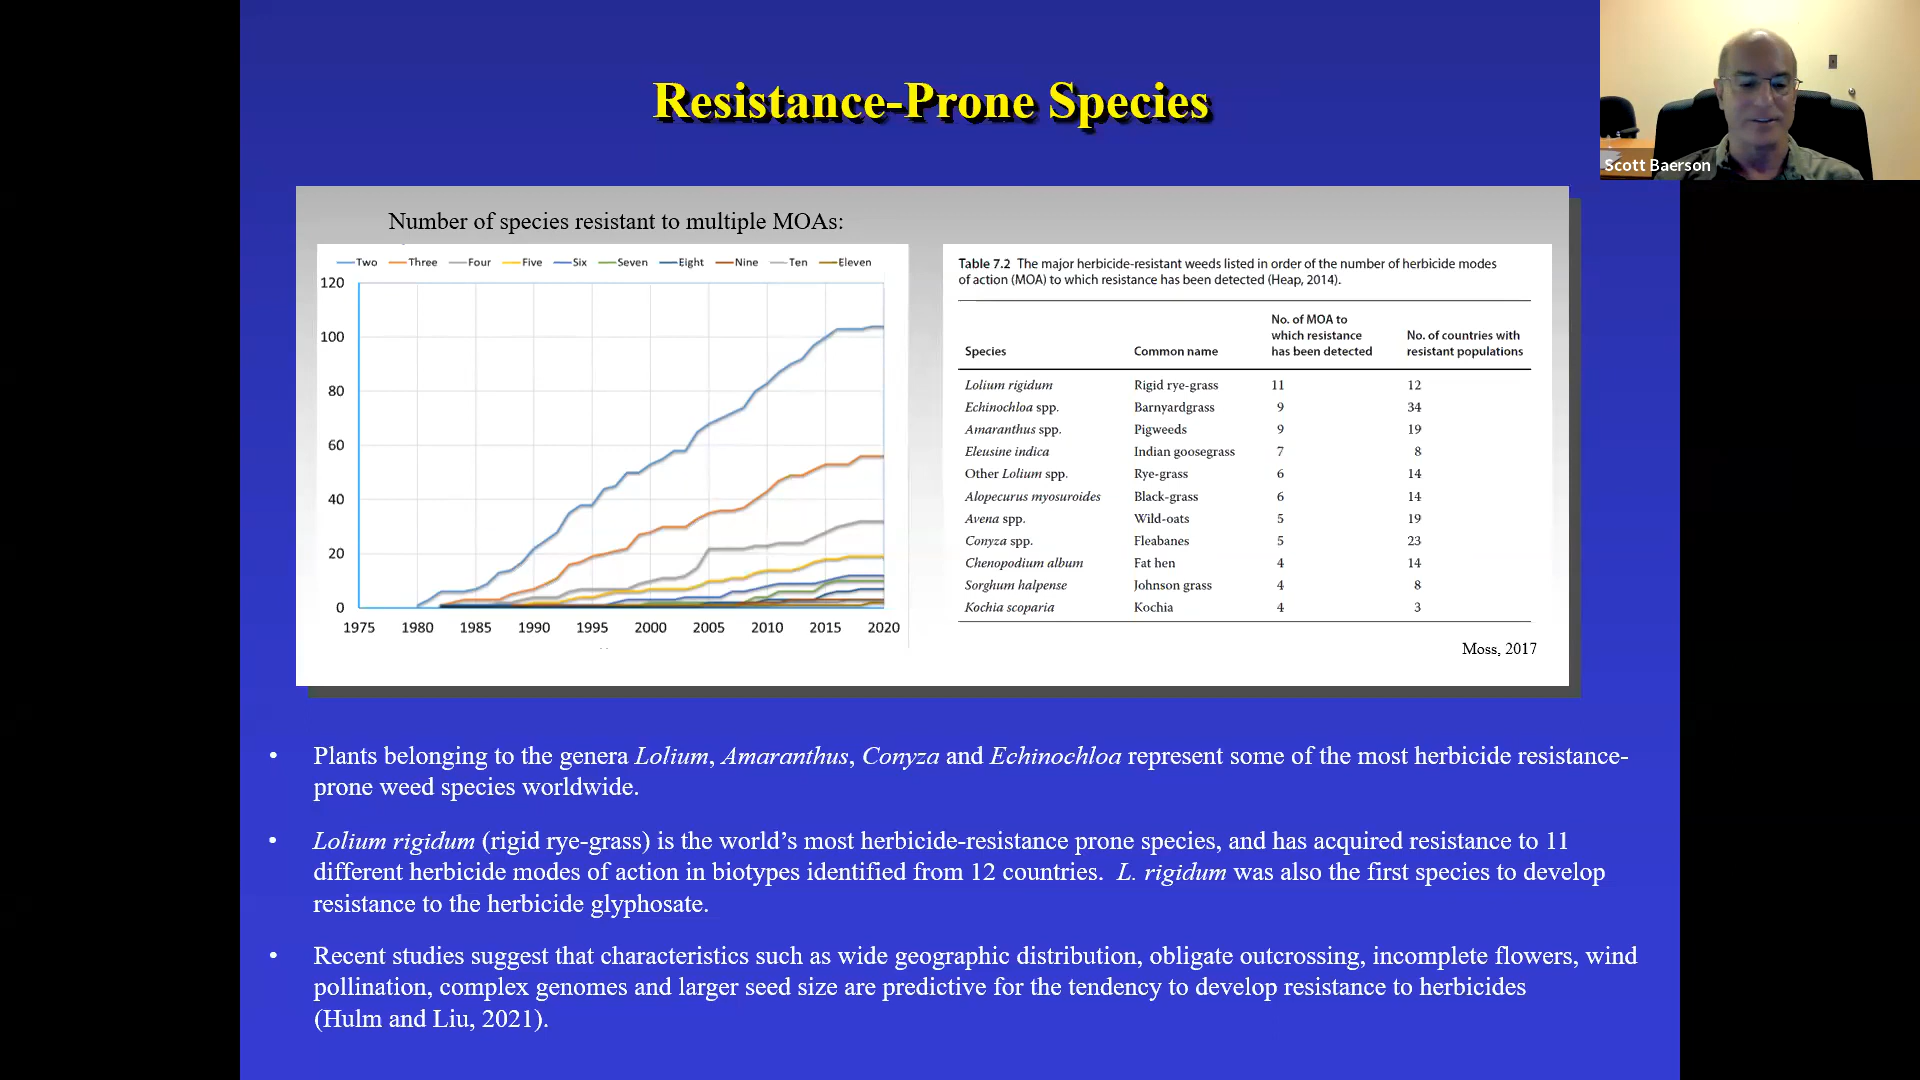 Resistance-Prone Species
Scott Baerson
Number of species resistant to multiple MOAs:
Two Three Four Five Six Seven Eight Nine Ten Eleven
120
100
80
60
40
20
0
1975 1980 1985 1990 1995 2000 2005 2010 2015 2020
Table 7.2 The major herbicide-resistant weeds listed in order of the number of herbicide modes
of action (MOA) to which resistance has been detected (Heap, 2014).
No. of MOA to
which resistance No. of countries with
Species Common name has been detected resistant populations
Lolium rigidum Rigid rye-grass 11 12
Echinochloa spp. Barnyardgrass 9 34
Amaranthus spp. Pigweeds 9 19
Eleusine indica Indian goosegrass 7 8
Other Lolium spp. Rye-grass 6 14
Alopecurus myosuroides Black-grass 6 14
Avena spp. Wild-oats 5 19
Conyza spp. Fleabanes 5 23
Chenopodium album Fat hen 4 14
Sorghum halpense Johnson grass 4 8
Kochia scoparia Kochia 4 3
Moss, 2017
• Plants belonging to the genera Lolium, Amaranthus, Conyza and Echinochloa represent some of the most herbicide resistance-
prone weed species worldwide.
• Lolium rigidum (rigid rye-grass) is the world’s most herbicide-resistance prone species, and has acquired resistance to 11
different herbicide modes of action in biotypes identified from 12 countries. L. rigidum was also the first species to develop
resistance to the herbicide glyphosate.
• Recent studies suggest that characteristics such as wide geographic distribution, obligate outcrossing, incomplete flowers, wind
pollination, complex genomes and larger seed size are predictive for the tendency to develop resistance to herbicides
(Hulm and Liu, 2021).